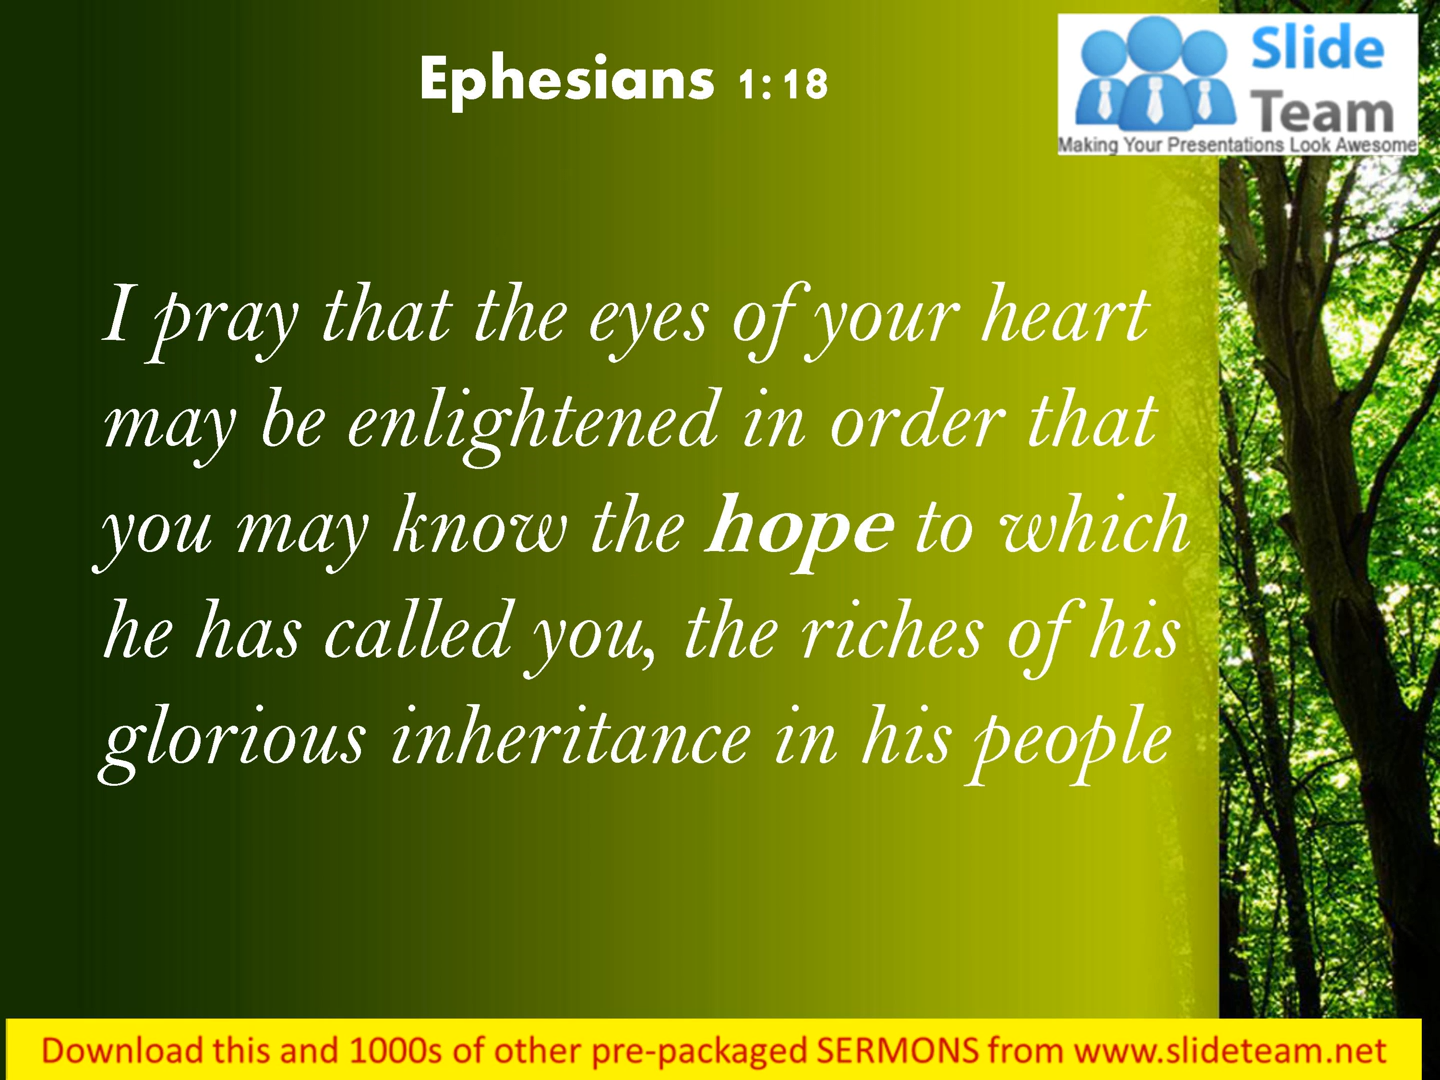 Ephesians 1:18
Slide
Team
Making Your Presentations Look Awesome
I pray that the eyes of your heart
may be enlightened in order that
you may know the hope to which
he has called you, the riches of his
glorious inheritance in his people
Download this and 1000s of other pre-packaged SERMONS from www.slideteam.net